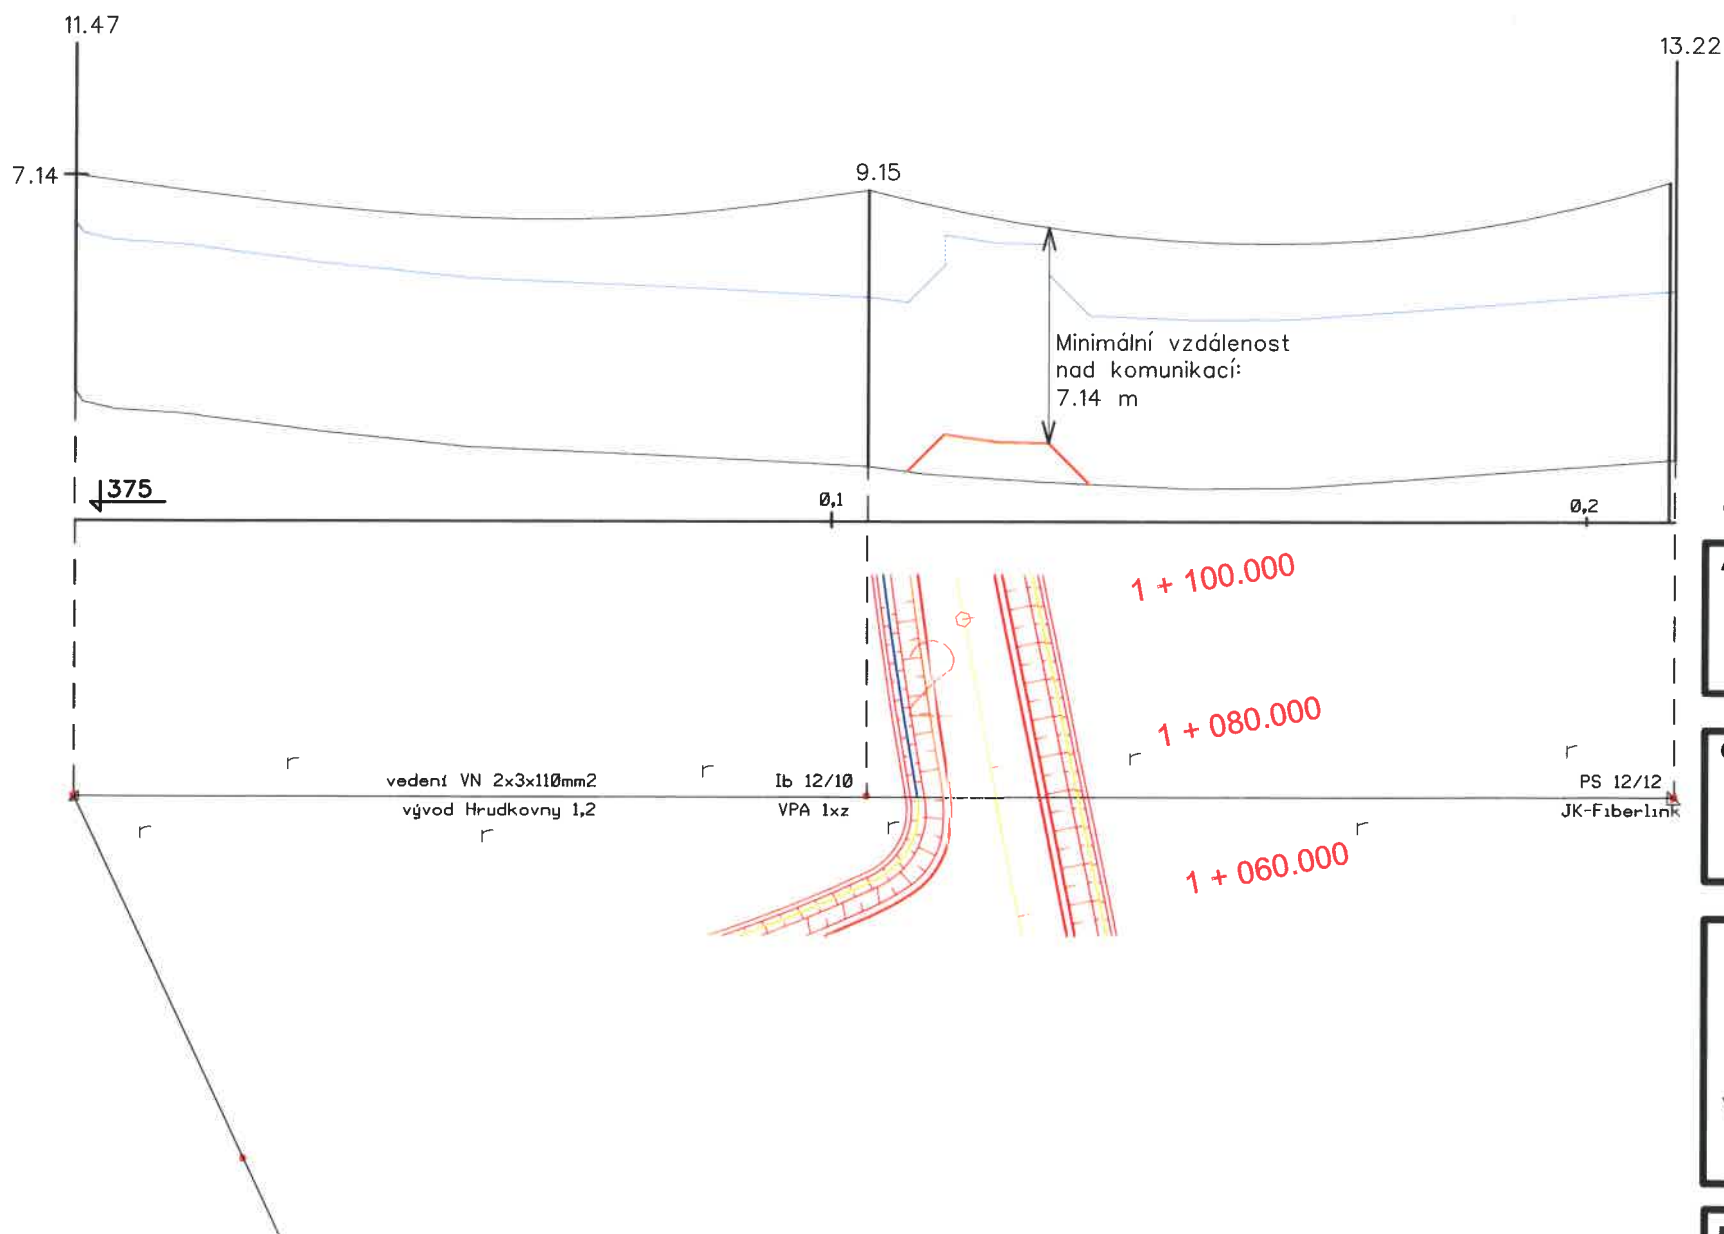 11.47
13.22
7.14
9.15
Minimální vzdálenost
nad komunikací:
7.14 m
375
0,1
0,2
1 + 100.000
1 + 080.000
r
r
r
r
vedení VN 2x3x110mm2
Ib 12/10
PS 12/12
vývod Hrudkovny 1,2
VPA 1xz
JK-Fiberlink
r
r
r
r
1 + 060.000